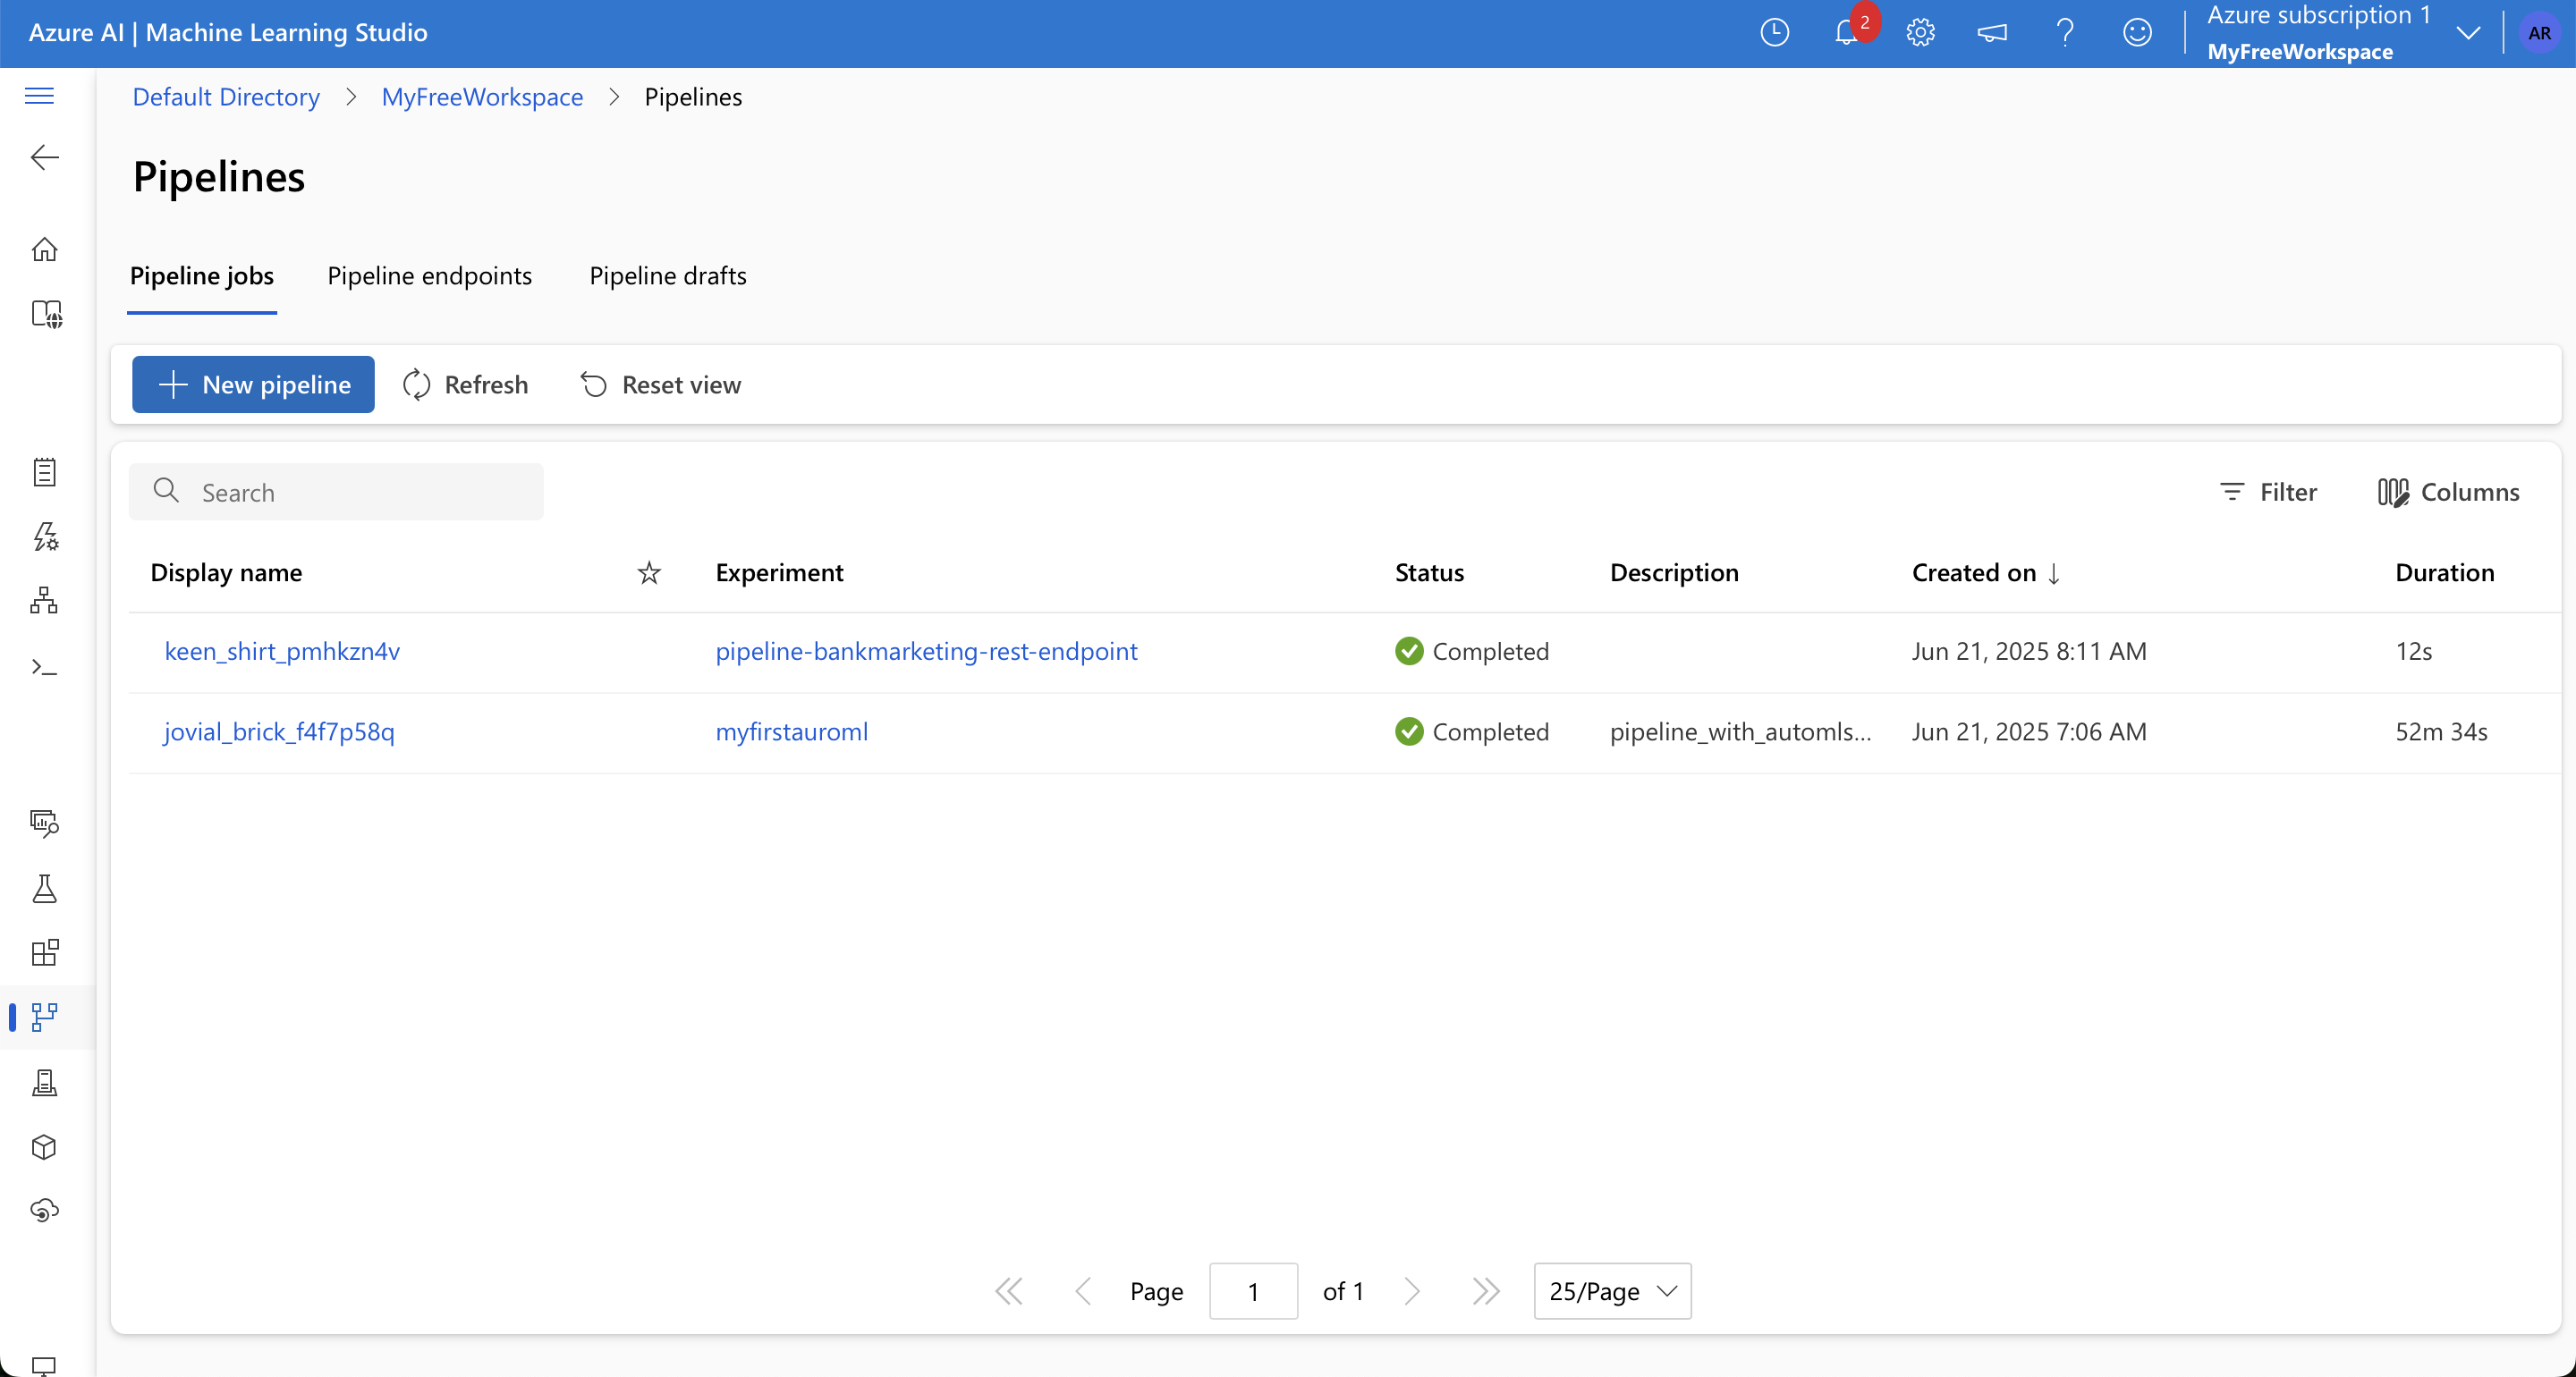 Azure AI | Machine Learning Studio
2
Azure subscription 1
MyFreeWorkspace
AR
Default Directory > MyFreeWorkspace > Pipelines
Pipelines
Pipeline jobs
Pipeline endpoints
Pipeline drafts
New pipeline
Refresh
Reset view
Search
Filter
Columns
Display name Experiment Status Description Created on ↓ Duration
keen_shirt_pmhkzn4v pipeline-bankmarketing-rest-endpoint Completed Jun 21, 2025 8:11 AM 12s
jovial_brick_f4f7p58q myfirstauroml Completed pipeline_with_automls... Jun 21, 2025 7:06 AM 52m 34s
Page 1 of 1 25/Page